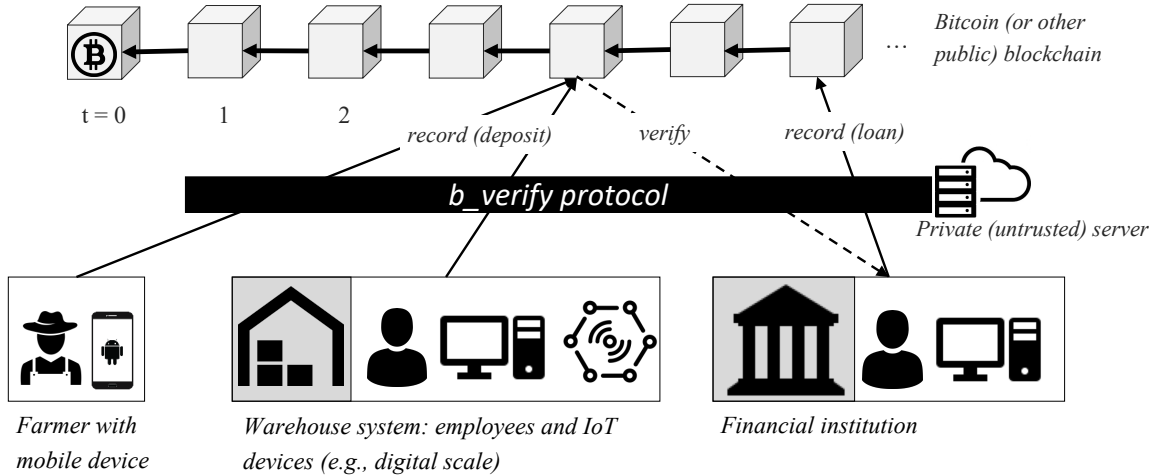 Bitcoin (or other
public) blockchain
...
t = 0
1
2
record (deposit)
verify
record (loan)
b_verify protocol
Private (untrusted) server
Farmer with
mobile device
Warehouse system: employees and IoT
devices (e.g., digital scale)
Financial institution